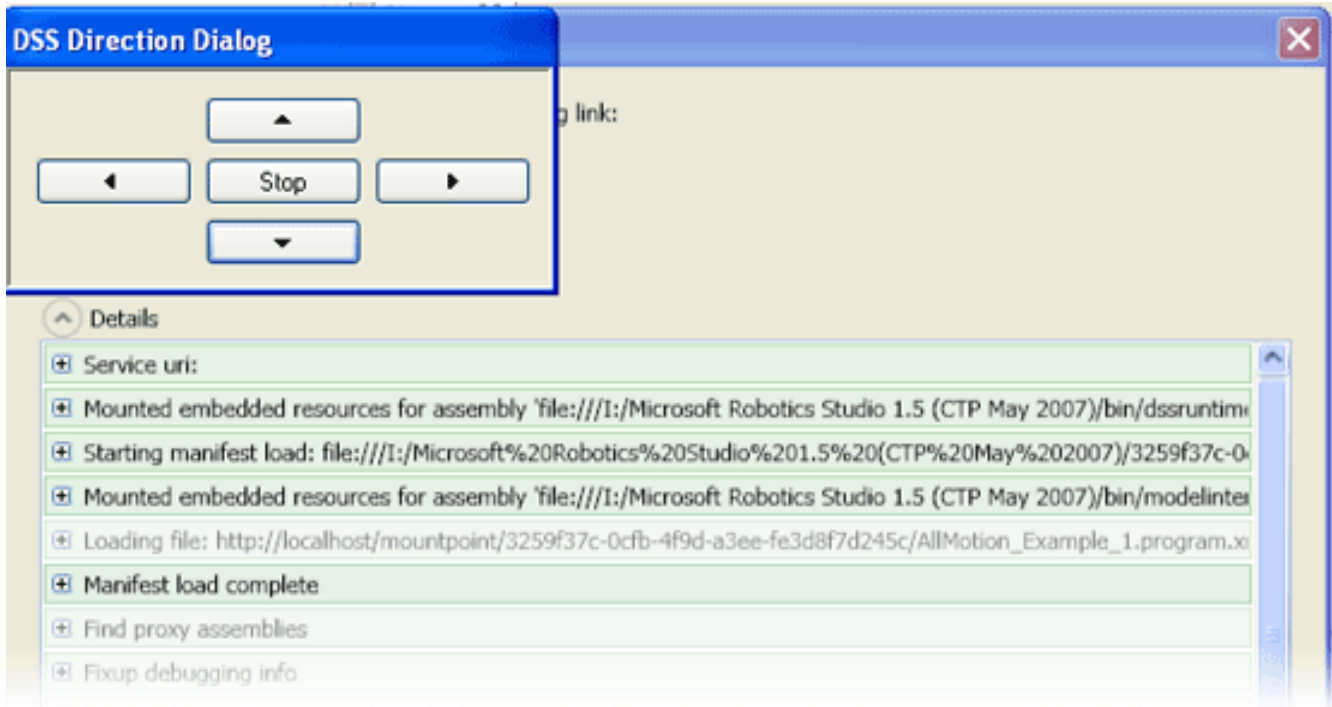 DSS Direction Dialog
g link:
Stop
Details
Service uri:
Mounted embedded resources for assembly 'file:///I:/Microsoft Robotics Studio 1.5 (CTP May 2007)/bin/dssruntime
Starting manifest load: file:///I:/Microsoft%20Robotics%20Studio%201.5%20(CTP%20May%202007)/3259f37c-0
Mounted embedded resources for assembly 'file:///I:/Microsoft Robotics Studio 1.5 (CTP May 2007)/bin/modelinter
Loading file: http://localhost/mountpoint/3259f37c-0cfb-4f9d-a3ee-fe3d8f7d245c/AllMotion_Example_1.program.x
Manifest load complete
Find proxy assemblies
Fixup debugging info